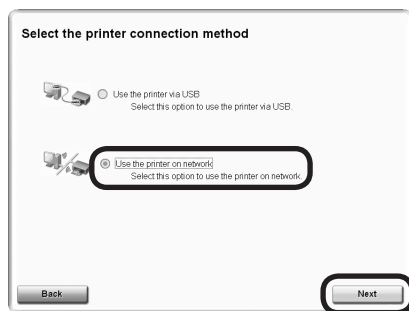 Select the printer connection method
Use the printer via USB
Select this option to use the printer via USB.
Use the printer on network
Select this option to use the printer on network.
Back
Next